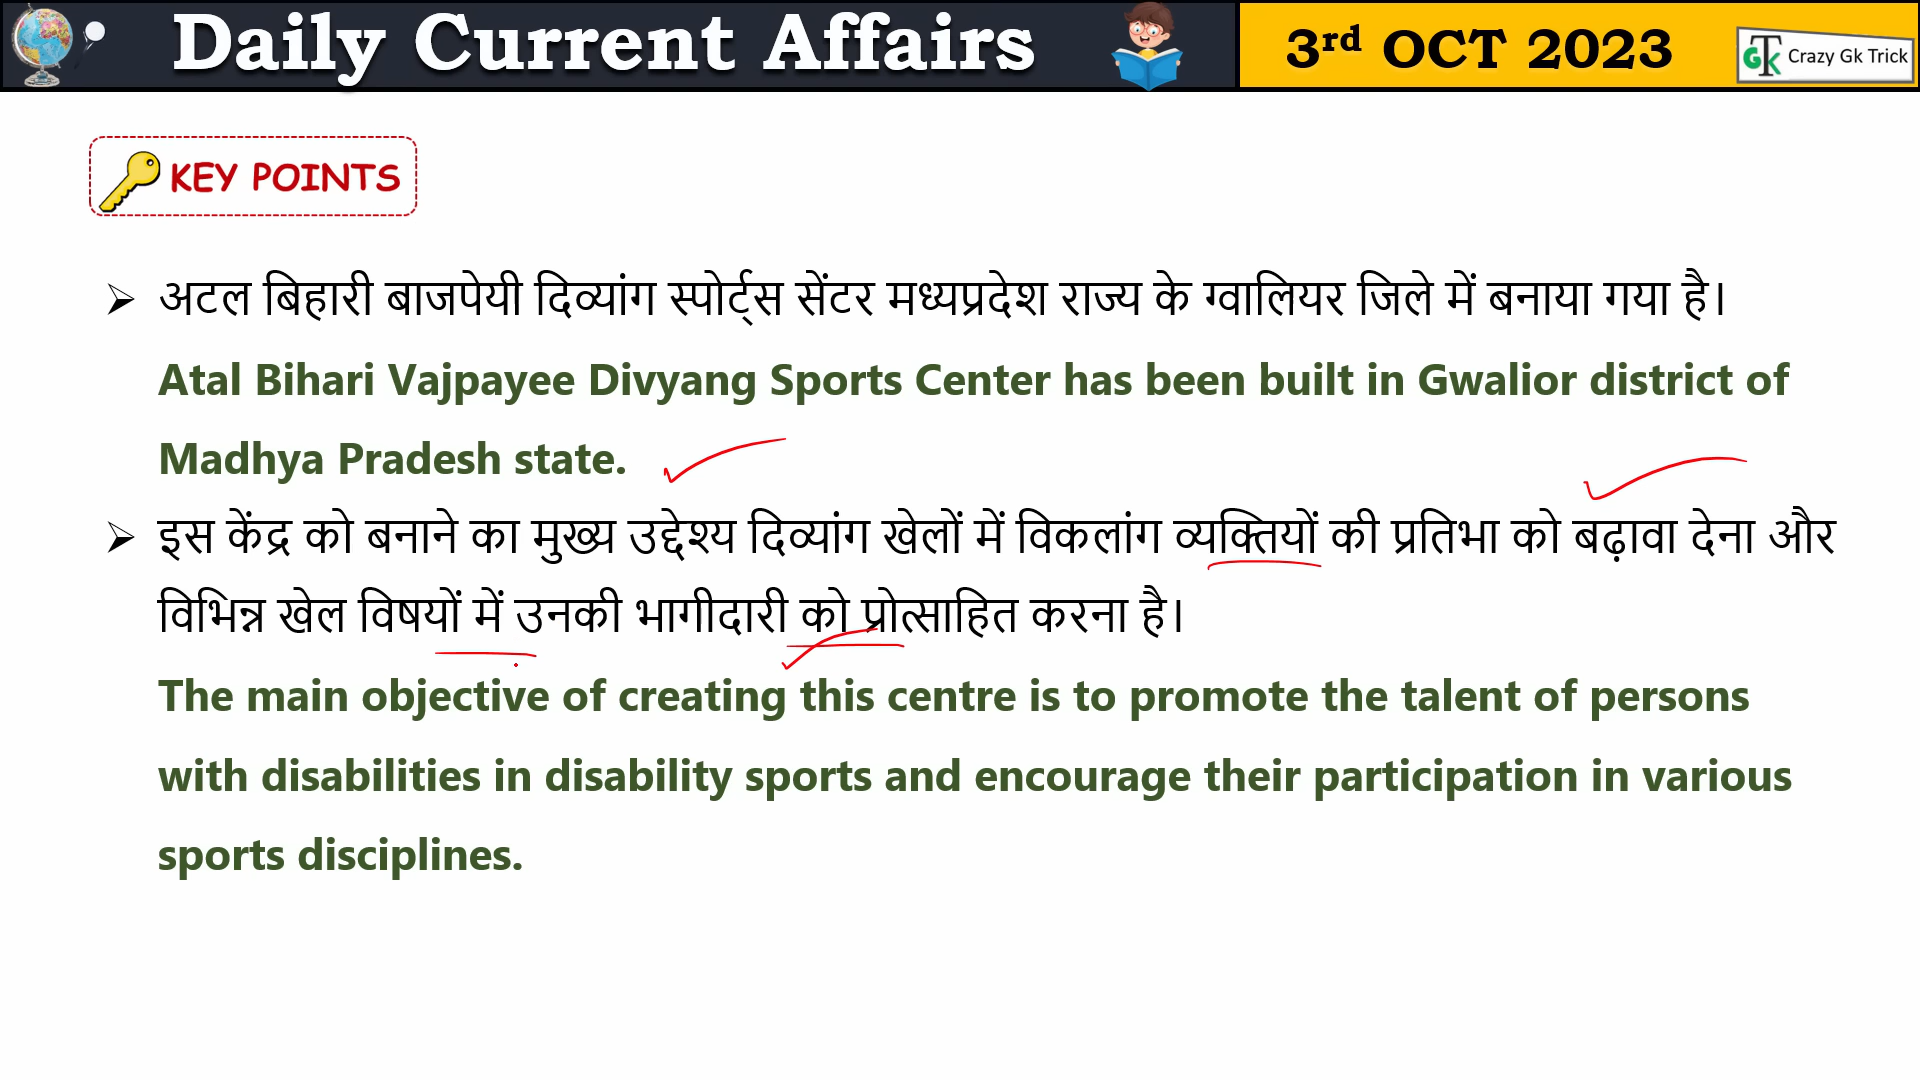 Daily Current Affairs
3rd OCT 2023
GTK Crazy Gk Trick
KEY POINTS
➢ अटल बिहारी बाजपेयी दिव्यांग स्पोर्ट्स सेंटर मध्यप्रदेश राज्य के ग्वालियर जिले में बनाया गया है।
Atal Bihari Vajpayee Divyang Sports Center has been built in Gwalior district of
Madhya Pradesh state.
➢ इस केंद्र को बनाने का मुख्य उद्देश्य दिव्यांग खेलों में विकलांग व्यक्तियों की प्रतिभा को बढ़ावा देना और
विभिन्न खेल विषयों में उनकी भागीदारी को प्रोत्साहित करना है।
The main objective of creating this centre is to promote the talent of persons
with disabilities in disability sports and encourage their participation in various
sports disciplines.